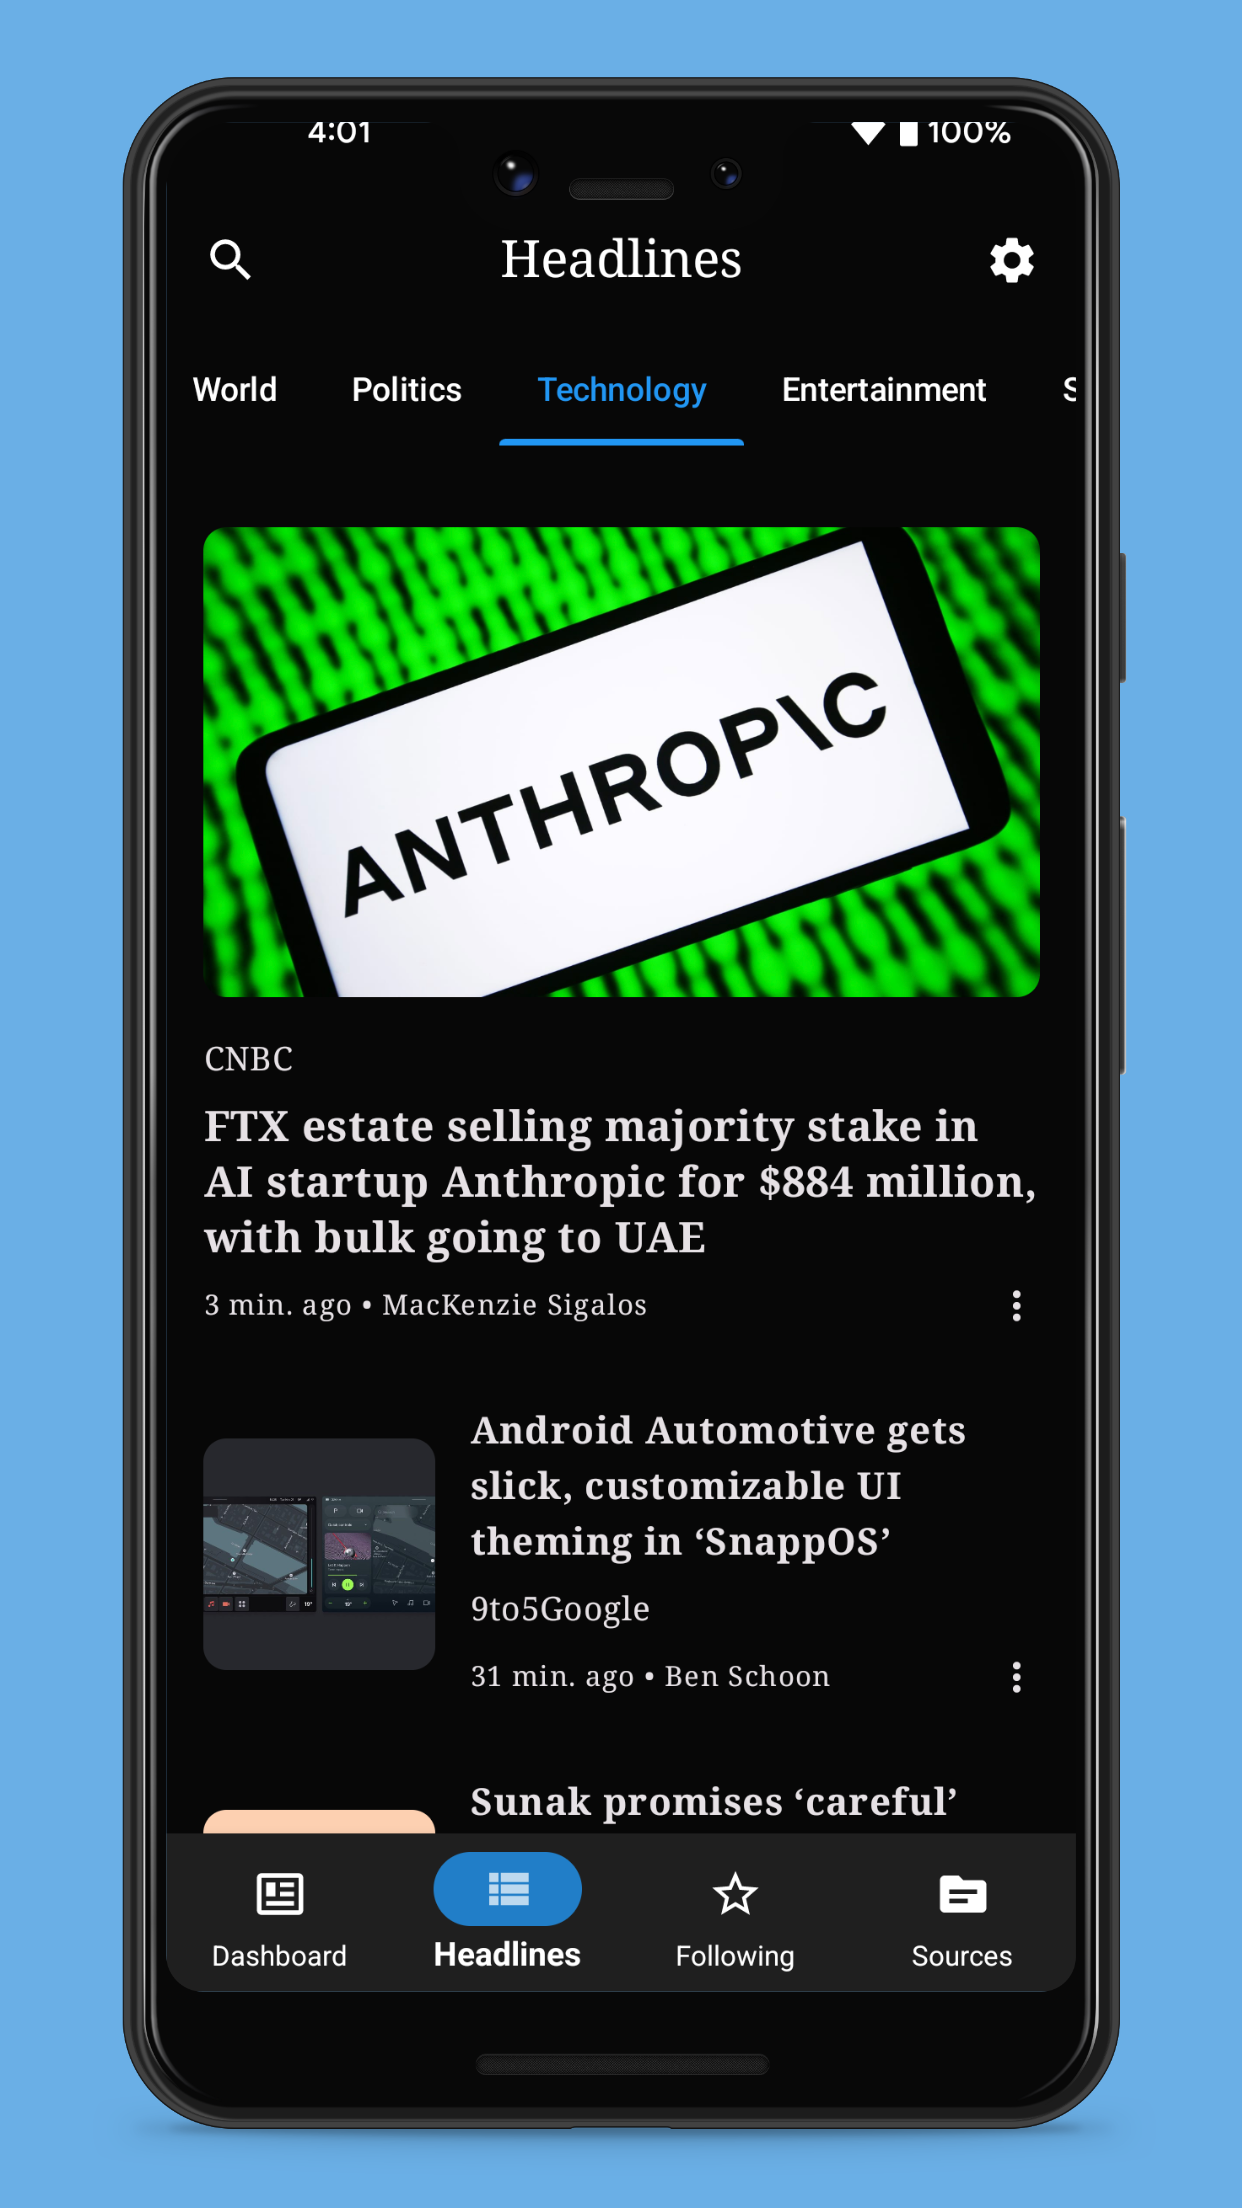 4:01
100%
Headlines
World
Politics
Technology
Entertainment
S
ANTHROP\C
CNBC
FTX estate selling majority stake in
AI startup Anthropic for $884 million,
with bulk going to UAE
3 min. ago • MacKenzie Sigalos
Android Automotive gets
slick, customizable UI
theming in ‘SnappOS’
9to5Google
31 min. ago • Ben Schoon
Sunak promises ‘careful’
Dashboard
Headlines
Following
Sources